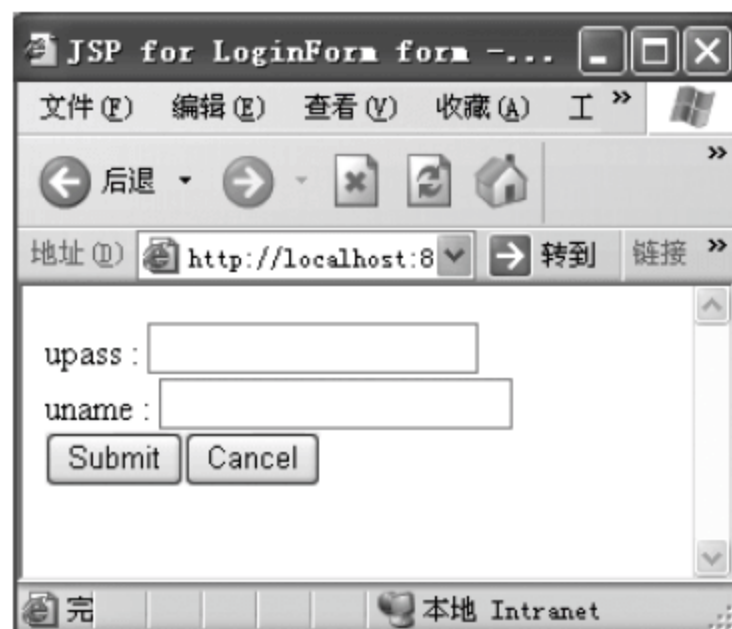 JSP for LoginForm form -...
文件(F) 编辑(E) 查看(V) 收藏(A) 工 »
后退 »
地址(D) http://localhost:8 转到 链接 »
upass :
uname :
Submit Cancel
完 本地 Intranet